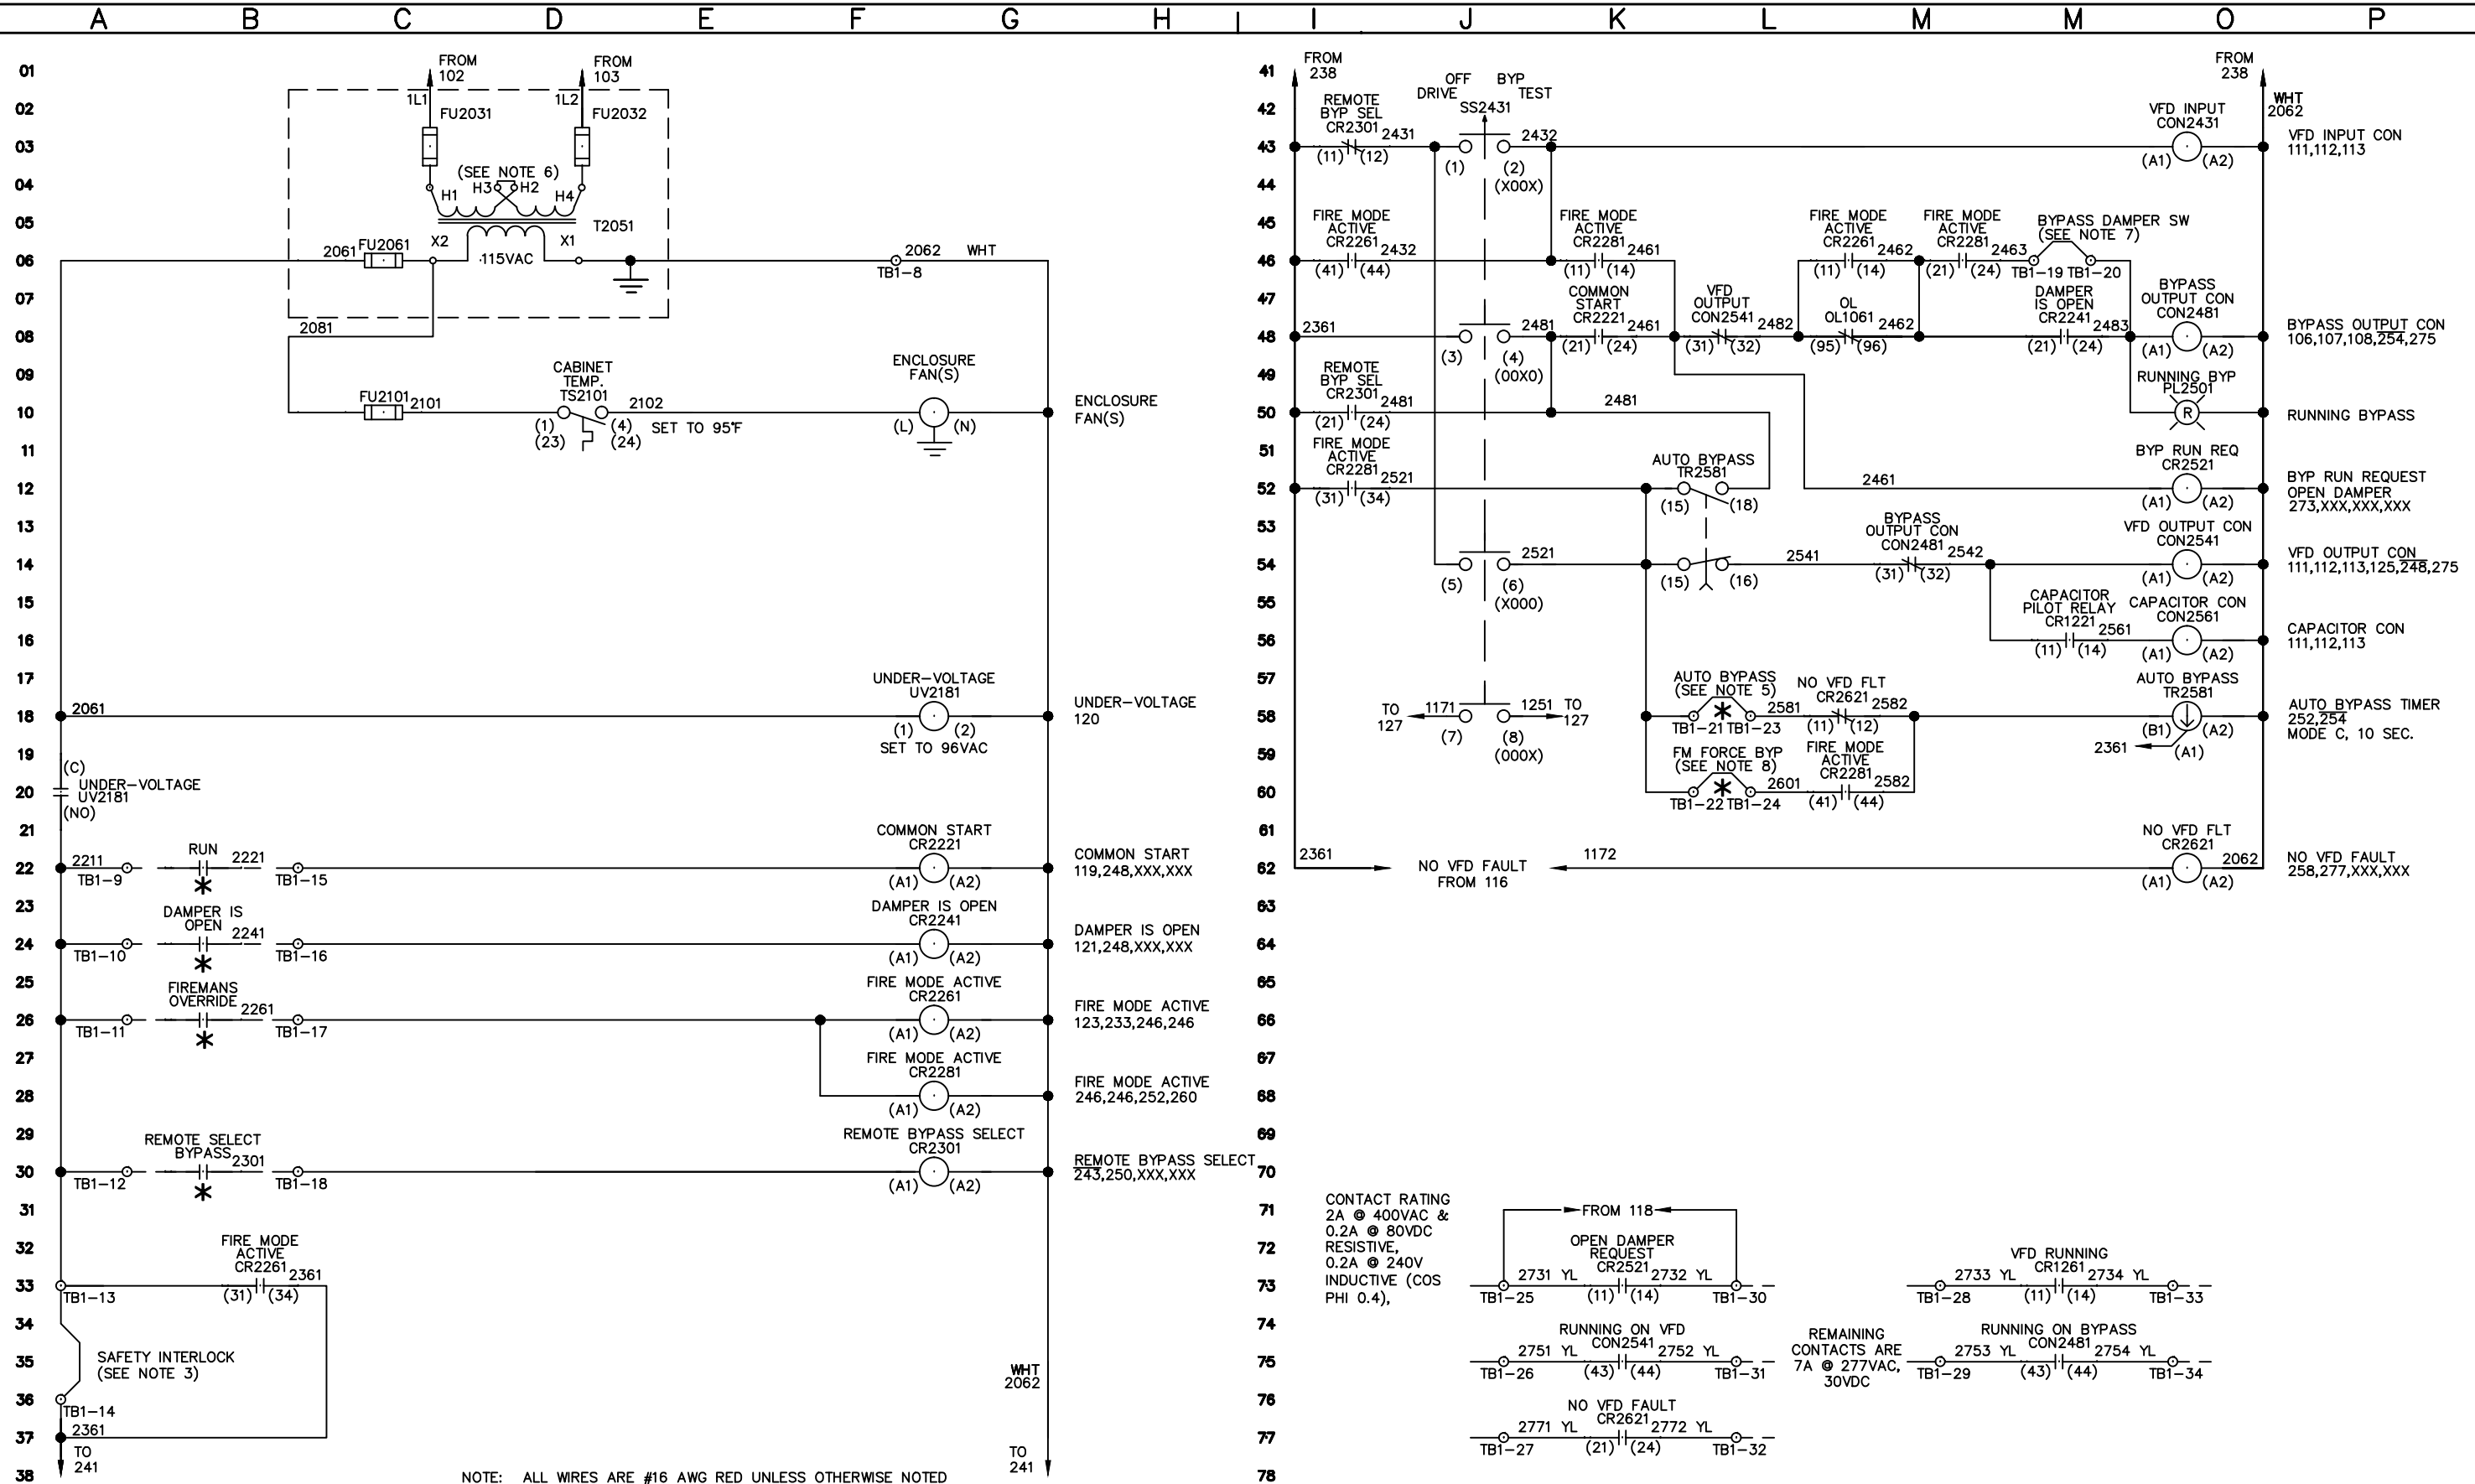 A B C D E F G H I J K L M M O P
01
FROM
102
FROM
103
1L1
1L2
02
FU2031
FU2032
03
(SEE NOTE 6)
04
H1
H3
H2
H4
05
T2051
X2
X1
2061
FU2061
115VAC
2062
WHT
06
TB1-8
07
2081
08
ENCLOSURE
FAN(S)
CABINET
TEMP.
TS2101
09
FU2101
2101
2102
ENCLOSURE
FAN(S)
10
(1)
(23)
(4)
(24)
SET TO 95°F
(L)
(N)
11
12
13
14
15
16
17
UNDER-VOLTAGE
UV2181
UNDER-VOLTAGE
120
18
2061
(1)
(2)
SET TO 96VAC
19
(C)
UNDER-VOLTAGE
UV2181
20
(NO)
21
COMMON START
CR2221
RUN
2211
2221
COMMON START
119,248,XXX,XXX
22
TB1-9
TB1-15
(A1)
(A2)
23
DAMPER IS
OPEN
DAMPER IS OPEN
CR2241
2241
DAMPER IS OPEN
121,248,XXX,XXX
24
TB1-10
TB1-16
(A1)
(A2)
25
FIREMANS
OVERRIDE
FIRE MODE ACTIVE
CR2261
2261
FIRE MODE ACTIVE
123,233,246,246
26
TB1-11
TB1-17
(A1)
(A2)
27
FIRE MODE ACTIVE
CR2281
FIRE MODE ACTIVE
246,246,252,260
28
(A1)
(A2)
29
REMOTE SELECT
BYPASS
REMOTE BYPASS SELECT
CR2301
2301
REMOTE BYPASS SELECT
243,250,XXX,XXX
30
TB1-12
TB1-18
(A1)
(A2)
31
32
FIRE MODE
ACTIVE
CR2261
2361
33
TB1-13
(31)
(34)
34
35
SAFETY INTERLOCK
(SEE NOTE 3)
WHT
2062
36
TB1-14
2361
37
TO
241
TO
241
38
NOTE: ALL WIRES ARE #16 AWG RED UNLESS OTHERWISE NOTED
41
FROM
238
OFF
BYP
DRIVE
TEST
SS2431
FROM
238
42
REMOTE
BYP SEL
CR2301
VFD INPUT
CON2431
WHT
2062
43
2431
2432
(11)
(12)
(1)
(2)
(X00X)
(A1)
(A2)
VFD INPUT CON
111,112,113
44
45
FIRE MODE
ACTIVE
CR2261
FIRE MODE
ACTIVE
CR2281
FIRE MODE
ACTIVE
CR2261
FIRE MODE
ACTIVE
CR2281
BYPASS DAMPER SW
(SEE NOTE 7)
46
2432
2461
2462
2463
(41)
(44)
(11)
(14)
(11)
(14)
(21)
(24)
TB1-19
TB1-20
47
COMMON
START
CR2221
VFD
OUTPUT
CON2541
OL
OL1061
DAMPER
IS OPEN
CR2241
BYPASS
OUTPUT CON
CON2481
48
2361
2481
2461
2482
2462
2483
(3)
(4)
(00X0)
(21)
(24)
(31)
(32)
(95)
(96)
(21)
(24)
(A1)
(A2)
BYPASS OUTPUT CON
106,107,108,254,275
49
REMOTE
BYP SEL
CR2301
RUNNING BYP
PL2501
50
2481
2481
R
RUNNING BYPASS
(21)
(24)
51
FIRE MODE
ACTIVE
CR2281
AUTO BYPASS
TR2581
BYP RUN REQ
CR2521
52
2521
2461
(31)
(34)
(15)
(18)
(A1)
(A2)
BYP RUN REQUEST
OPEN DAMPER
273,XXX,XXX,XXX
53
BYPASS
OUTPUT CON
CON2481
VFD OUTPUT CON
CON2541
54
2521
2541
2542
(5)
(6)
(X000)
(15)
(16)
(31)
(32)
(A1)
(A2)
VFD OUTPUT CON
111,112,113,125,248,275
55
CAPACITOR
PILOT RELAY
CR1221
CAPACITOR CON
CON2561
56
2561
(11)
(14)
(A1)
(A2)
CAPACITOR CON
111,112,113
57
AUTO BYPASS
(SEE NOTE 5)
NO VFD FLT
CR2621
AUTO BYPASS
TR2581
58
TO
127
1171
1251
TO
127
2581
2582
(7)
(8)
(000X)
TB1-21
TB1-23
(11)
(12)
(B1)
(A2)
AUTO BYPASS TIMER
252,254
MODE C, 10 SEC.
59
2361
(A1)
FM FORCE BYP
(SEE NOTE 8)
FIRE MODE
ACTIVE
CR2281
60
2601
2582
TB1-22
TB1-24
(41)
(44)
61
NO VFD FLT
CR2621
62
2361
NO VFD FAULT
FROM 116
1172
2062
(A1)
(A2)
NO VFD FAULT
258,277,XXX,XXX
63
64
65
66
67
68
69
70
71
CONTACT RATING
2A @ 400VAC &
0.2A @ 80VDC
RESISTIVE,
0.2A @ 240V
INDUCTIVE (COS
PHI 0.4),
FROM 118
72
OPEN DAMPER
REQUEST
CR2521
VFD RUNNING
CR1261
73
2731 YL
2732 YL
2733 YL
2734 YL
TB1-25
(11)
(14)
TB1-30
TB1-28
(11)
(14)
TB1-33
74
RUNNING ON VFD
CON2541
REMAINING
CONTACTS ARE
7A @ 277VAC,
30VDC
RUNNING ON BYPASS
CON2481
75
2751 YL
2752 YL
2753 YL
2754 YL
TB1-26
(43)
(44)
TB1-31
TB1-29
(43)
(44)
TB1-34
76
NO VFD FAULT
CR2621
77
2771 YL
2772 YL
TB1-27
(21)
(24)
TB1-32
78